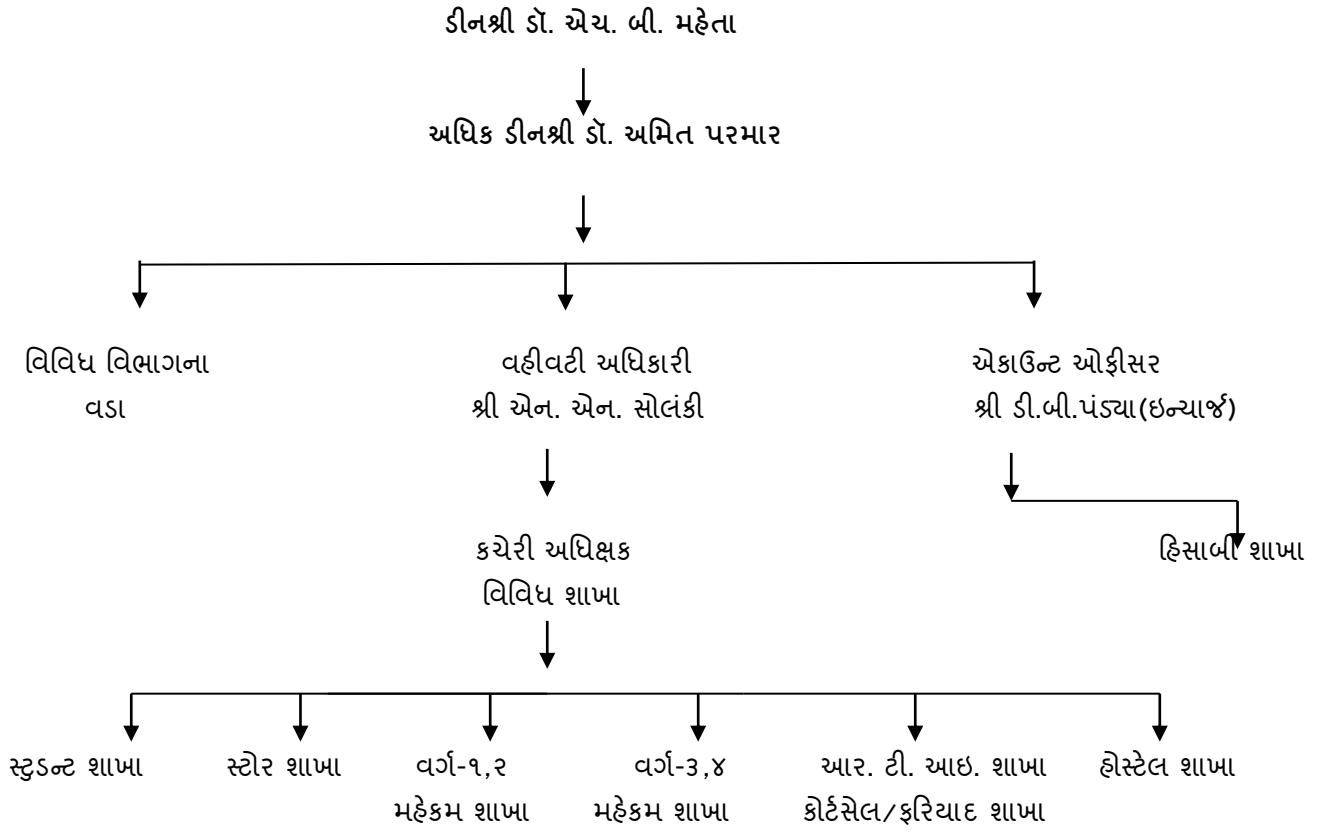 ડીનશ્રી ડૉ. એચ. બી. મહેતા
અધિક ડીનશ્રી ડૉ. અમિત પરમાર
વિવિધ વિભાગના
વડા
વહીવટી અધિકારી
શ્રી એન. એન. સોલંકી
એકાઉન્ટ ઓફીસર
શ્રી ડી.બી.પંડ્યા(ઇન્ચાર્જ)
કચેરી અધિક્ષક
વિવિધ શાખા
હિસાબી શાખા
સ્ટુડન્ટ શાખા
સ્ટોર શાખા
વર્ગ-૧,૨
મહેકમ શાખા
વર્ગ-૩,૪
મહેકમ શાખા
આર. ટી. આઇ. શાખા
કોર્ટસેલ/ફરિયાદ શાખા
હોસ્ટેલ શાખા